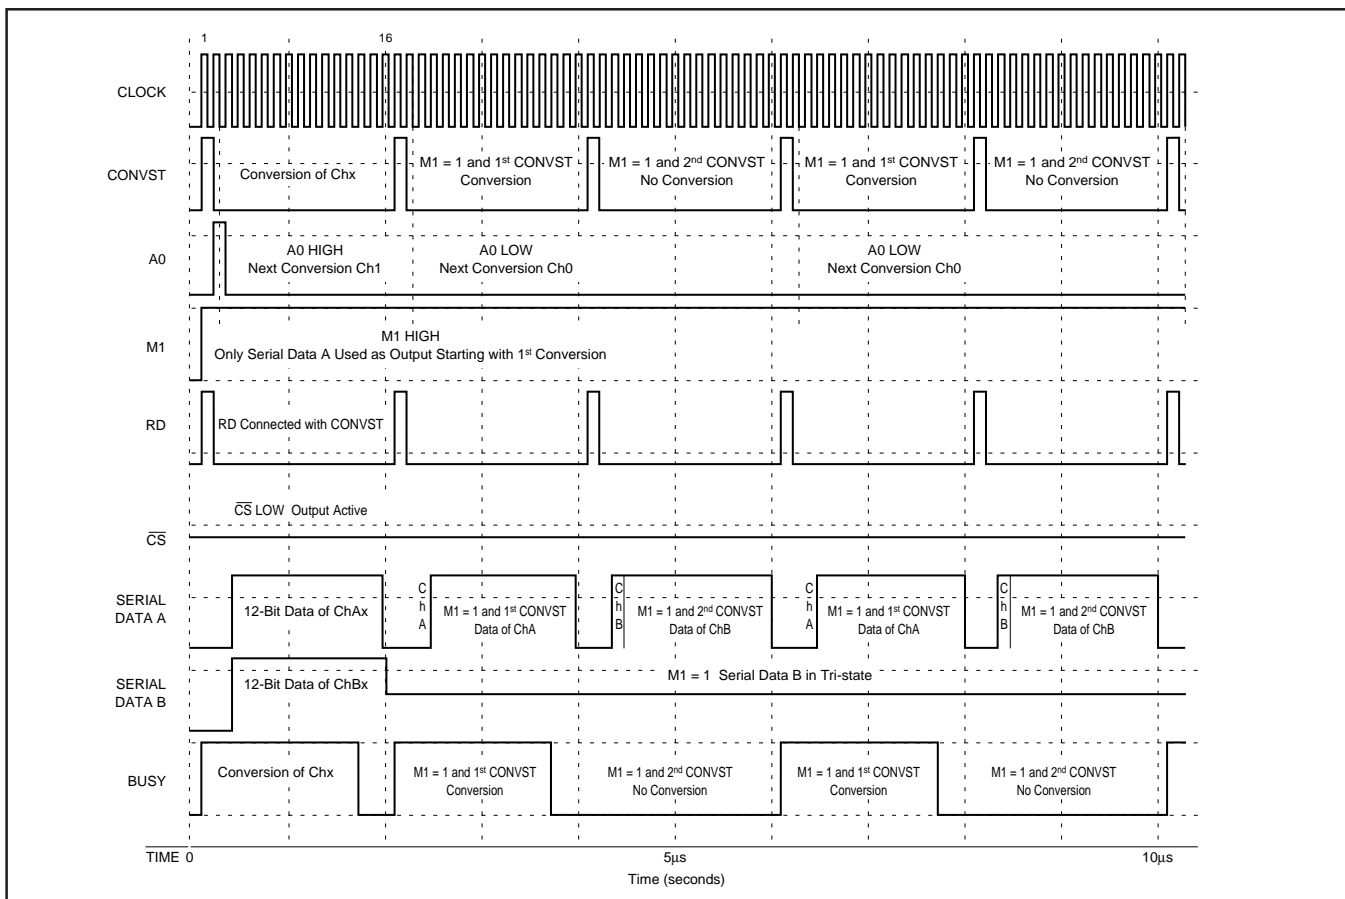 1 16
CLOCK
CONVST
Conversion of Chx
M1 = 1 and 1st CONVST
Conversion
M1 = 1 and 2nd CONVST
No Conversion
M1 = 1 and 1st CONVST
Conversion
M1 = 1 and 2nd CONVST
No Conversion
A0
A0 HIGH
Next Conversion Ch1
A0 LOW
Next Conversion Ch0
A0 LOW
Next Conversion Ch0
M1
M1 HIGH
Only Serial Data A Used as Output Starting with 1st Conversion
RD
RD Connected with CONVST
CS LOW Output Active
CS
SERIAL
DATA A
12-Bit Data of ChAx
ChA
M1 = 1 and 1st CONVST
Data of ChA
ChB
M1 = 1 and 2nd CONVST
Data of ChB
ChA
M1 = 1 and 1st CONVST
Data of ChA
ChB
M1 = 1 and 2nd CONVST
Data of ChB
SERIAL
DATA B
12-Bit Data of ChBx
M1 = 1 Serial Data B in Tri-state
BUSY
Conversion of Chx
M1 = 1 and 1st CONVST
Conversion
M1 = 1 and 2nd CONVST
No Conversion
M1 = 1 and 1st CONVST
Conversion
M1 = 1 and 2nd CONVST
No Conversion
TIME 0 5µs 10µs
Time (seconds)